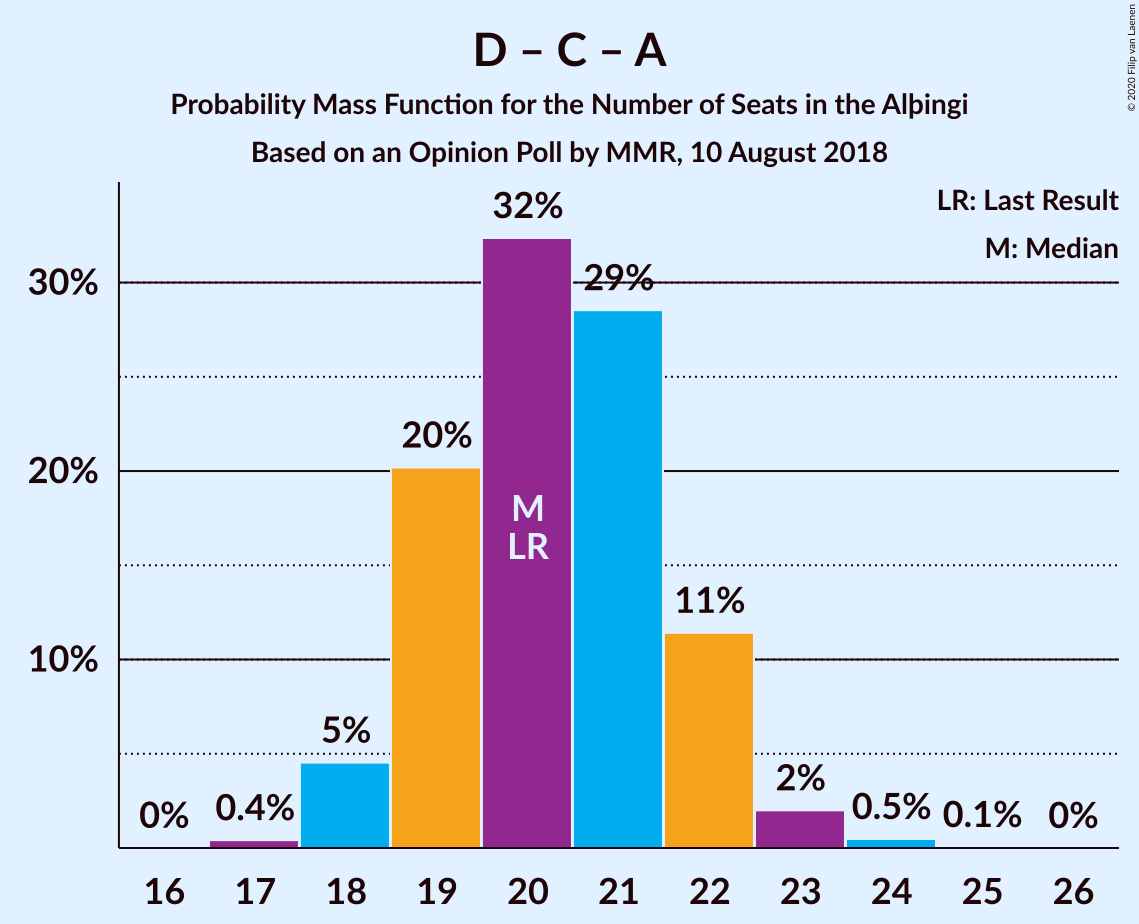 D – C – A
Probability Mass Function for the Number of Seats in the Alþingi
Based on an Opinion Poll by MMR, 10 August 2018
© 2020 Filip van Laenen
LR: Last Result
M: Median
30%
20%
10%
0%
0.4%
5%
20%
32%
29%
11%
2%
0.5%
0.1%
0%
M
LR
16 17 18 19 20 21 22 23 24 25 26